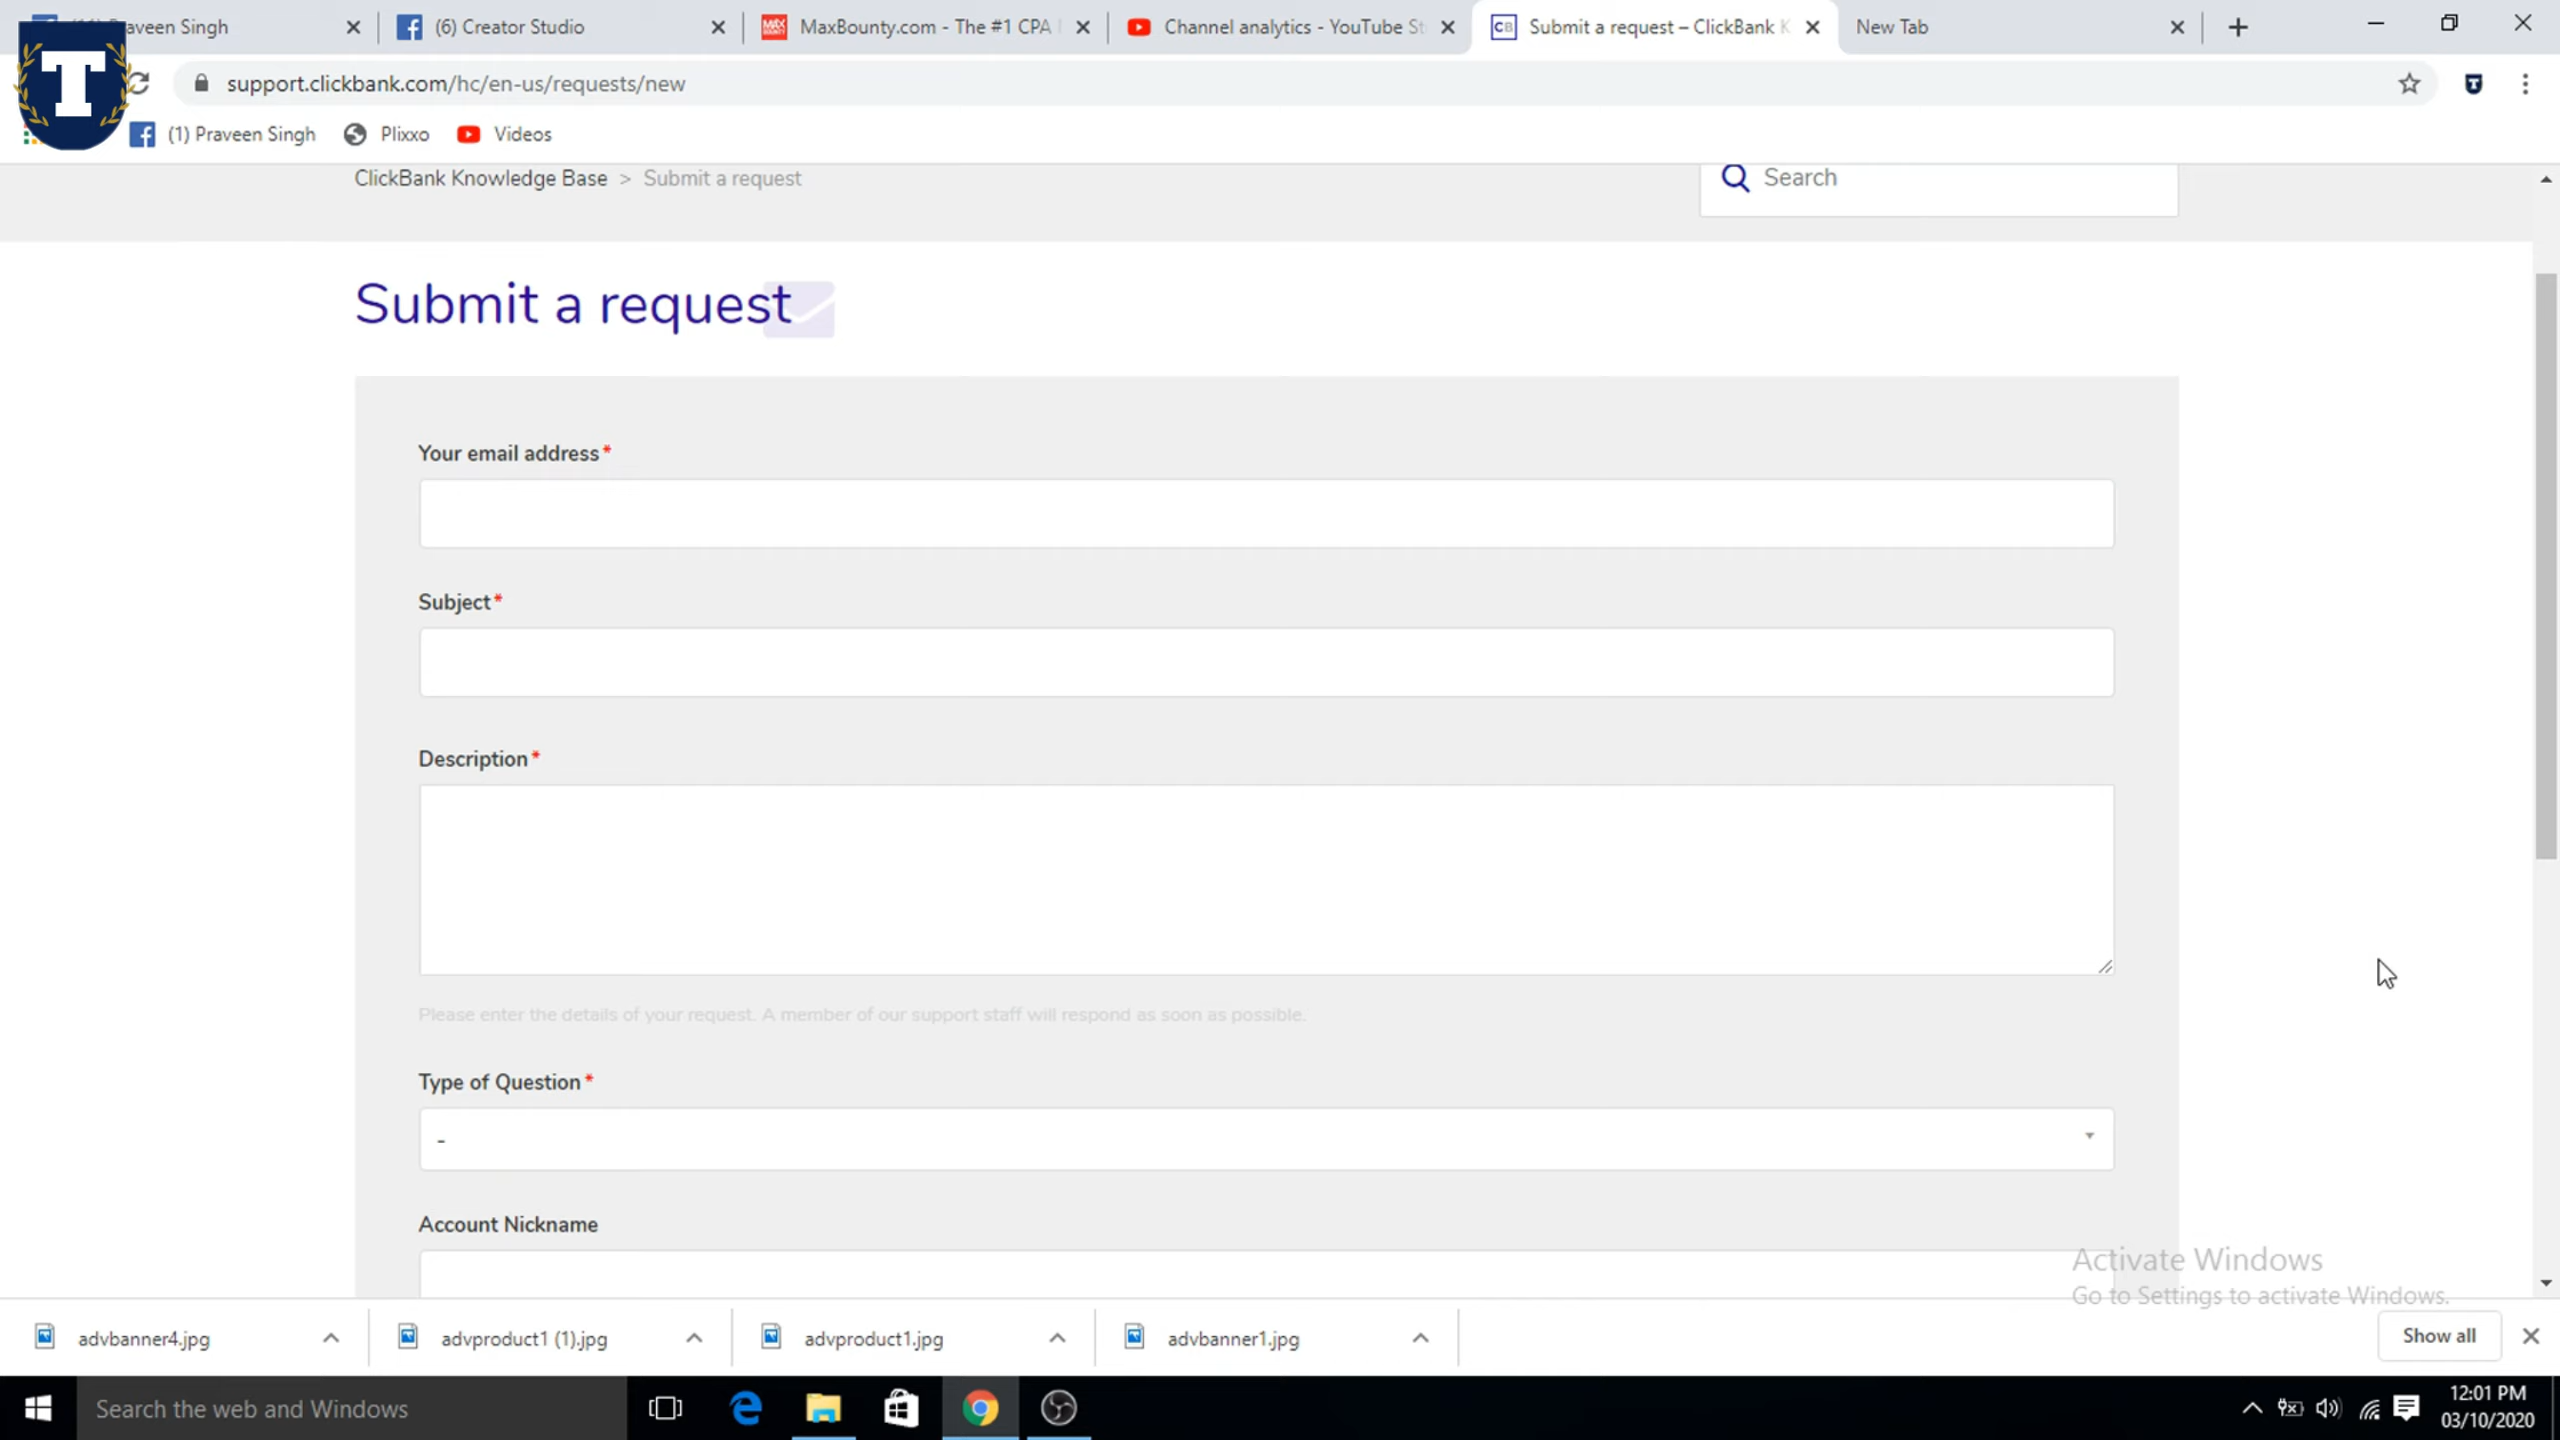 aveen Singh
(6) Creator Studio
MaxBounty.com - The #1 CPA
Channel analytics - YouTube St
CB
Submit a request – ClickBank K
New Tab
T
support.clickbank.com/hc/en-us/requests/new
(1) Praveen Singh
Plixxo
Videos
ClickBank Knowledge Base > Submit a request
Search
Submit a request
Your email address*
Subject*
Description*
Please enter the details of your request. A member of our support staff will respond as soon as possible.
Type of Question*
-
Account Nickname
Activate Windows
Go to Settings to activate Windows.
advbanner4.jpg
advproduct1 (1).jpg
advproduct1.jpg
advbanner1.jpg
Show all
Search the web and Windows
12:01 PM
03/10/2020